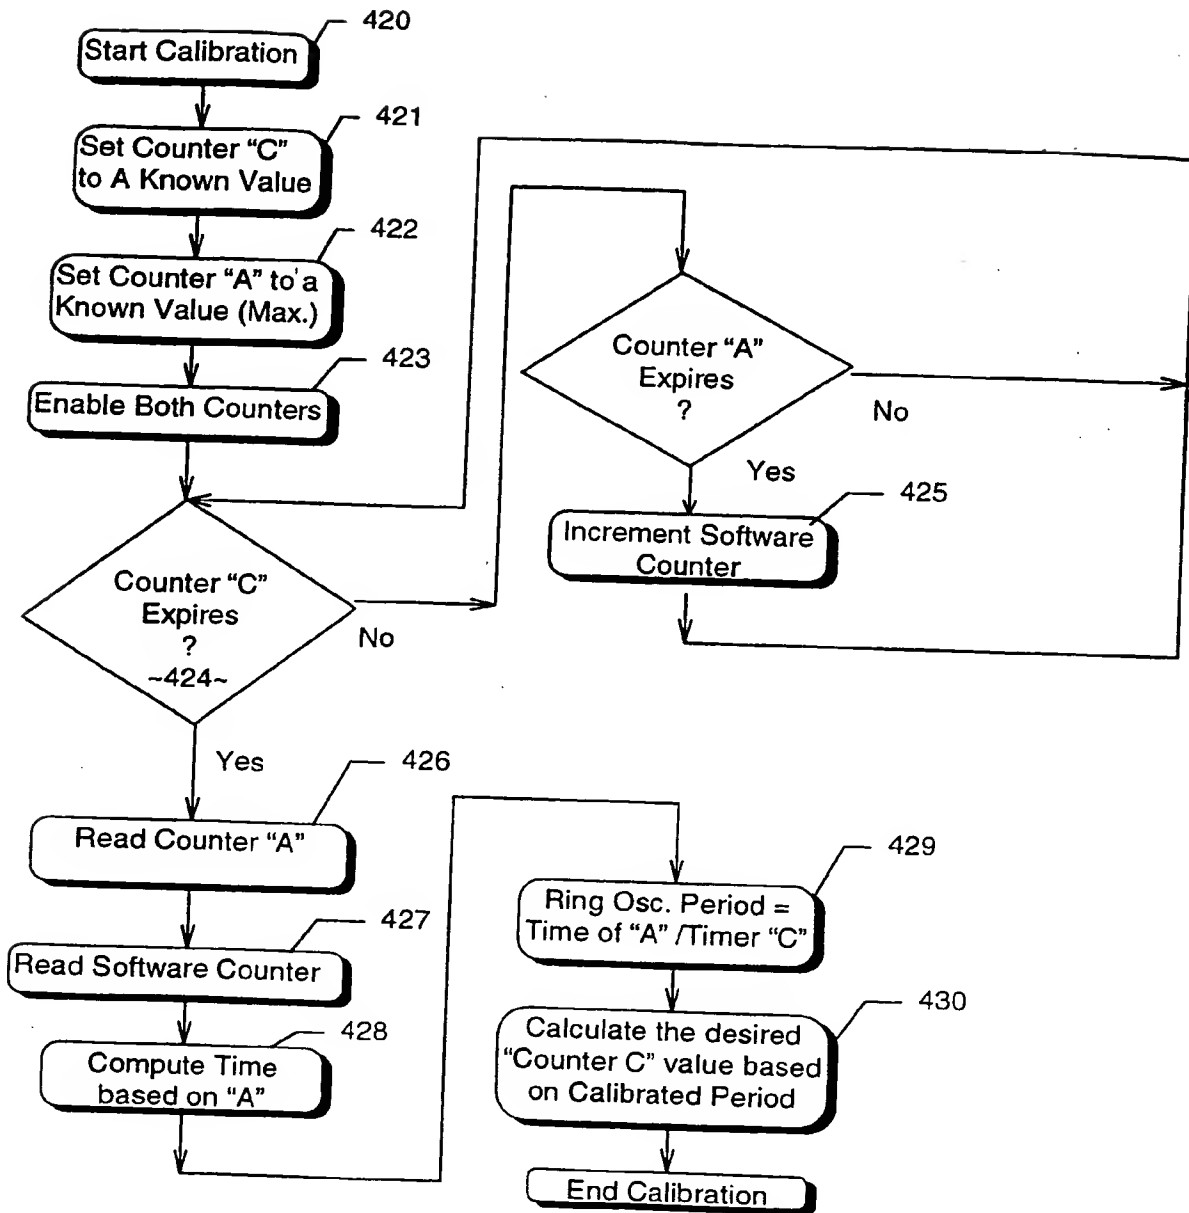 420
Start Calibration
421
Set Counter “C”
to A Known Value
422
Set Counter “A” to a
Known Value (Max.)
423
Enable Both Counters
Counter “C”
Expires
?
~424~
No
Yes
Counter “A”
Expires
?
No
Yes
425
Increment Software
Counter
426
Read Counter “A”
427
Read Software Counter
428
Compute Time
based on “A”
429
Ring Osc. Period =
Time of “A” /Timer “C”
430
Calculate the desired
“Counter C” value based
on Calibrated Period
End Calibration